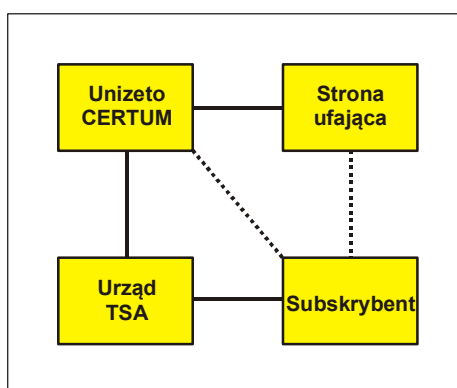 Unizeto
CERTUM
Strona
ufająca
Urząd
TSA
Subskrybent